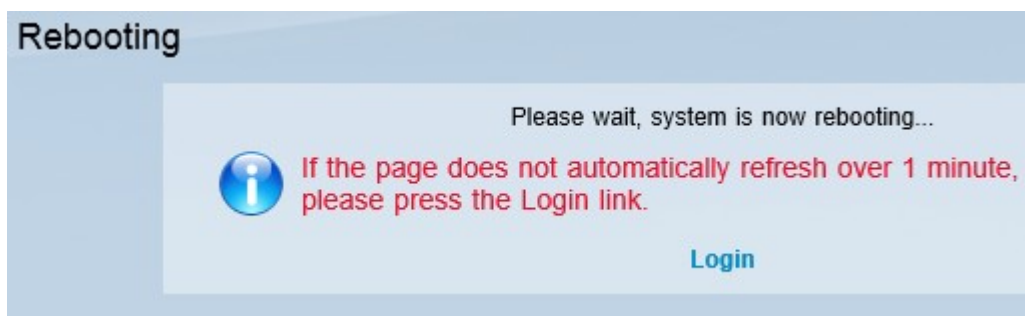 Rebooting
Please wait, system is now rebooting...
If the page does not automatically refresh over 1 minute,
please press the Login link.
Login